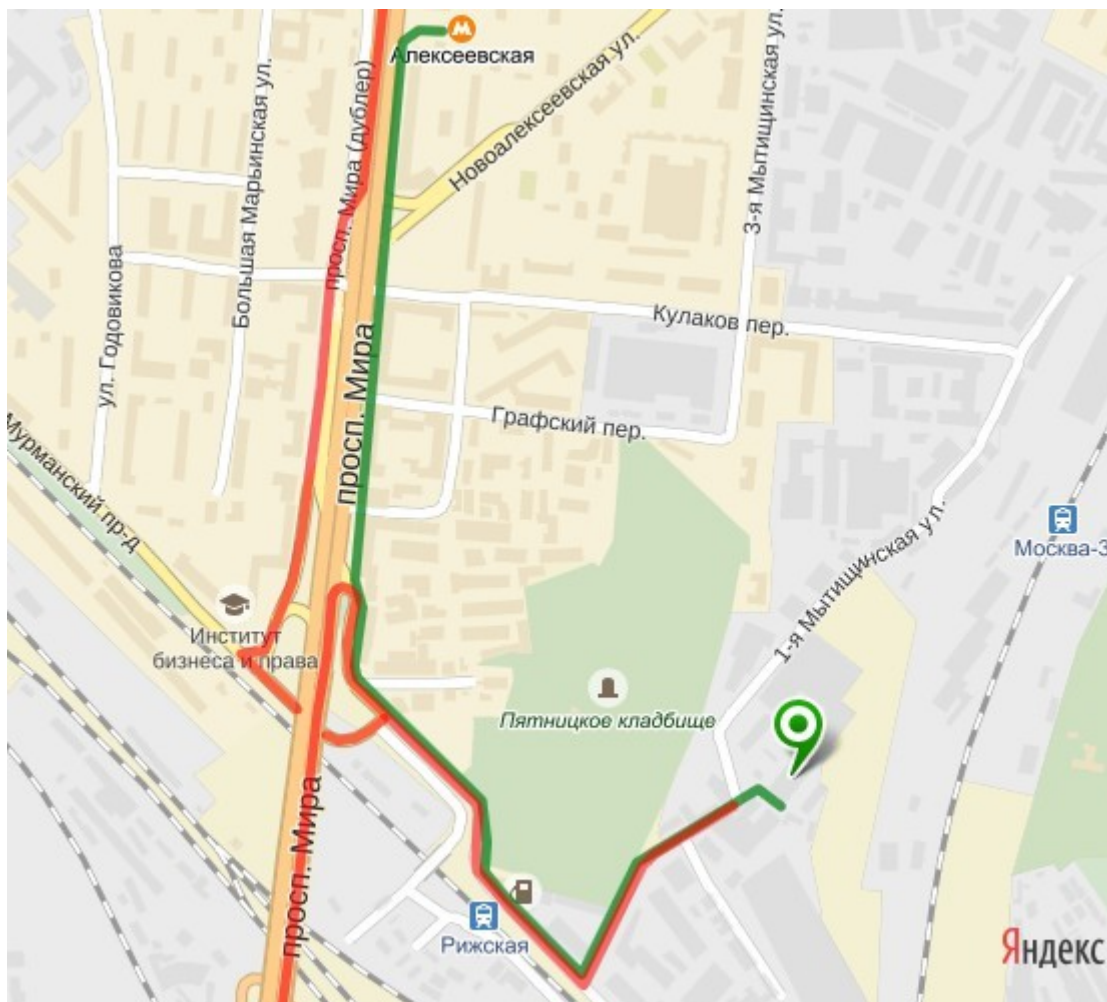 Алексеевская
Большая Марьинская ул.
просп. Мира (дублер)
Новоалексеевская ул.
3-я Мытищинская ул.
ул. Годовикова
Кулаков пер.
просп. Мира
Графский пер.
Мурманский пр-д
1-я Мытищинская ул.
Москва-3
Институт
бизнеса и права
Пятницкое кладбище
просп. Мира
Рижская
Яндекс